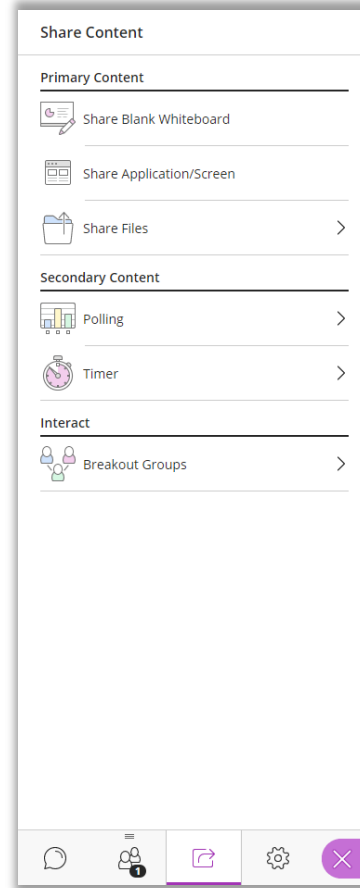 Share Content
Primary Content
Share Blank Whiteboard
Share Application/Screen
Share Files
Secondary Content
Polling
Timer
Interact
Breakout Groups
1